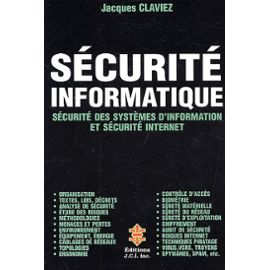 Jacques CLAVIEZ
SÉCURITÉ
INFORMATIQUE
SÉCURITÉ DES SYSTÈMES D'INFORMATION
ET SÉCURITÉ INTERNET
• ORGANISATION
• TEXTES, LOIS, DÉCRETS
• ANALYSE DE SÉCURITÉ
• ÉTUDE DES RISQUES
• MÉTHODOLOGIES
• MENACES ET PERTES
• ENVIRONNEMENT
• ÉQUIPEMENT, ÉNERGIE
• CÂBLAGES DE RÉSEAUX
• TOPOLOGIES
• ERGONOMIE
Éditions
J.C.I. inc.
• CONTRÔLE D'ACCÈS
• BIOMÉTRIE
• SÛRETÉ MATÉRIELLE
• SÛRETÉ DU RÉSEAU
• SÛRETÉ D'EXPLOITATION
• CHIFFREMENT
• AUDIT DE SÉCURITÉ
• RISQUES INTERNET
• TECHNIQUES PIRATAGE
• VIRUS, VERS, TROYENS
• SPYWARES, SPAM, etc.